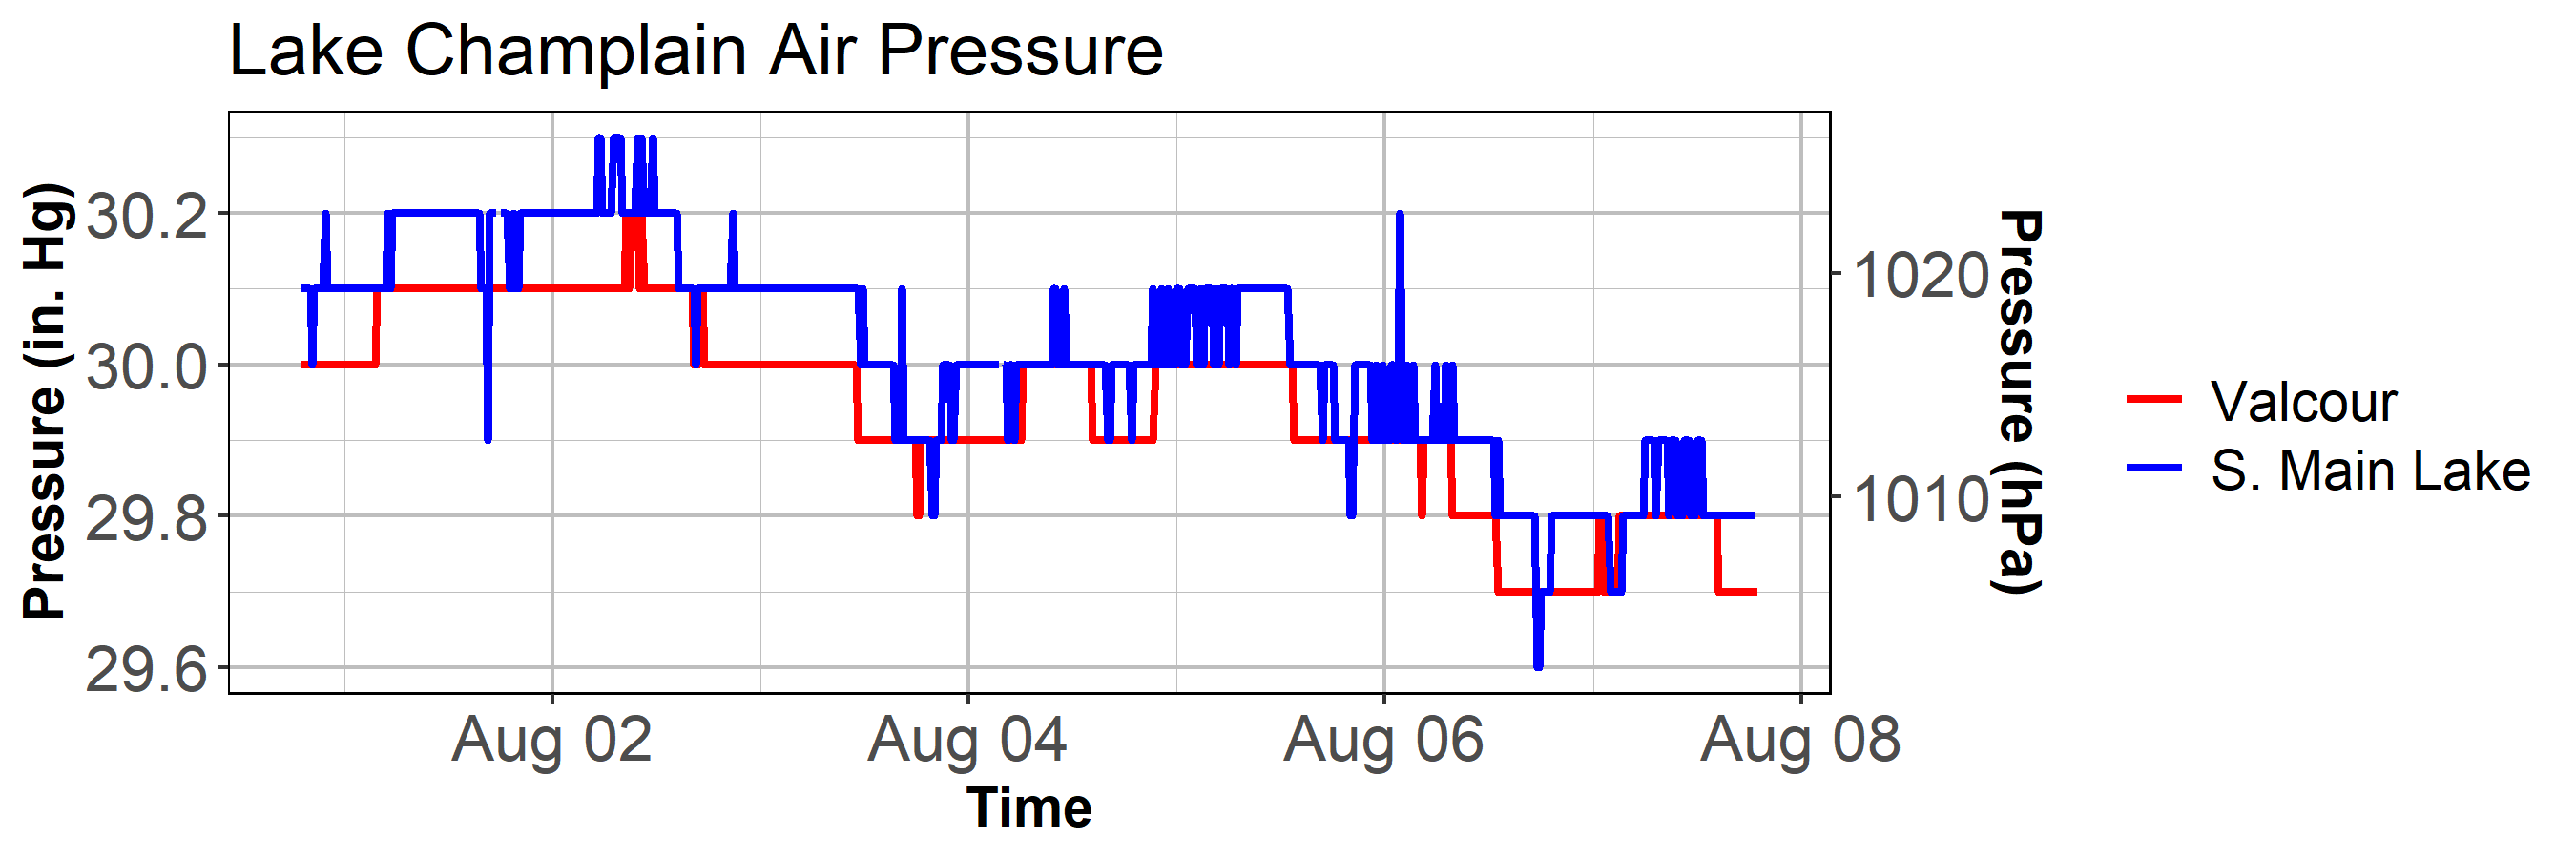 Lake Champlain Air Pressure
Pressure (in. Hg)
30.2
30.0
29.8
29.6
1020
1010
Pressure (hPa)
Valcour
S. Main Lake
Aug 02
Aug 04
Aug 06
Aug 08
Time